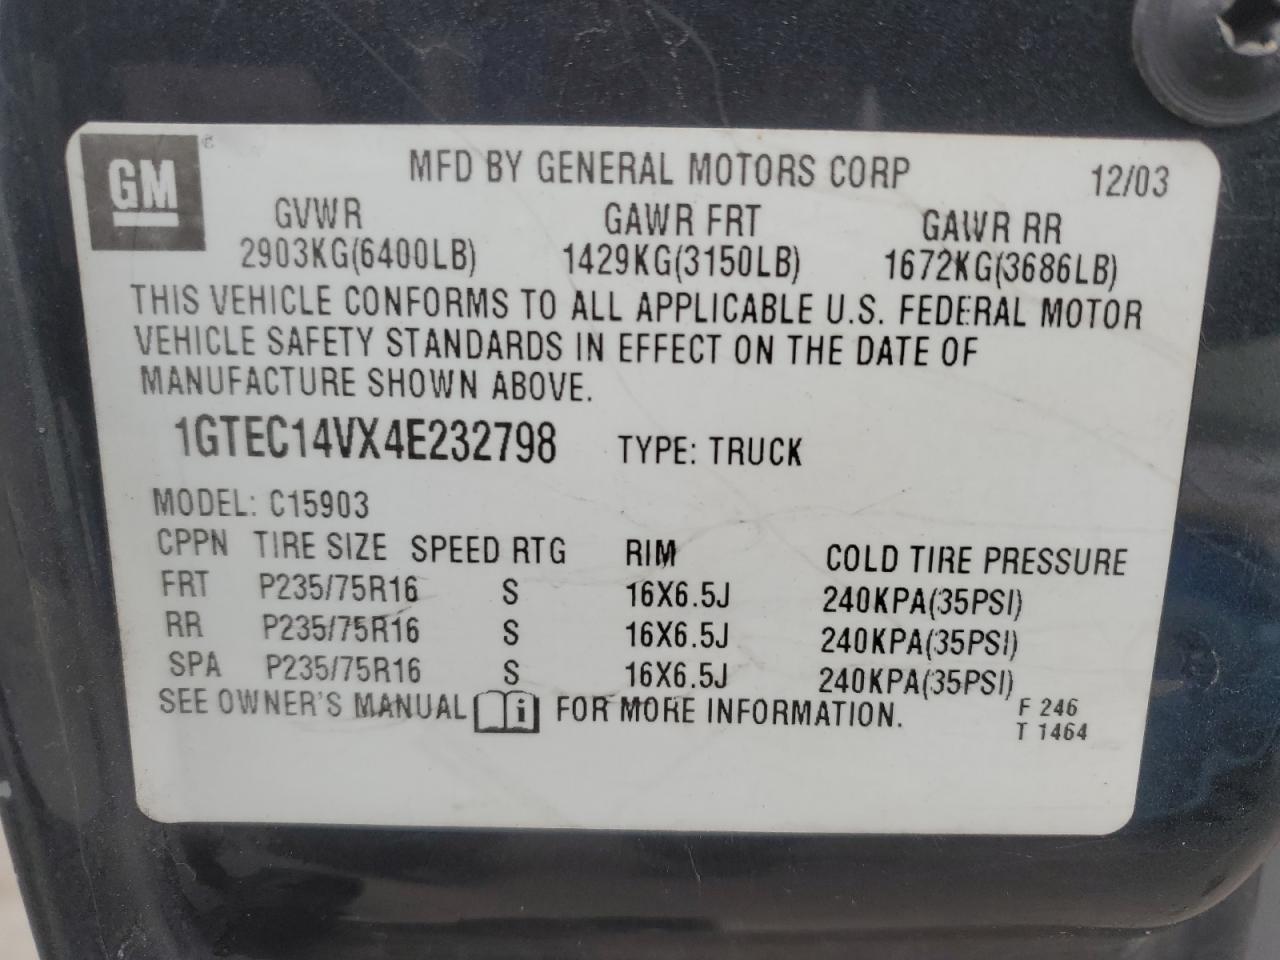 GM
MFD BY GENERAL MOTORS CORP 12/03
GVWR GAWR FRT GAWR RR
2903KG(6400LB) 1429KG(3150LB) 1672KG(3686LB)
THIS VEHICLE CONFORMS TO ALL APPLICABLE U.S. FEDERAL MOTOR
VEHICLE SAFETY STANDARDS IN EFFECT ON THE DATE OF
MANUFACTURE SHOWN ABOVE.
1GTEC14VX4E232798 TYPE: TRUCK
MODEL: C15903
CPPN TIRE SIZE SPEED RTG RIM COLD TIRE PRESSURE
FRT P235/75R16 S 16X6.5J 240KPA(35PSI)
RR P235/75R16 S 16X6.5J 240KPA(35PSI)
SPA P235/75R16 S 16X6.5J 240KPA(35PSI)
SEE OWNER'S MANUAL i FOR MORE INFORMATION.
F 246
T 1464